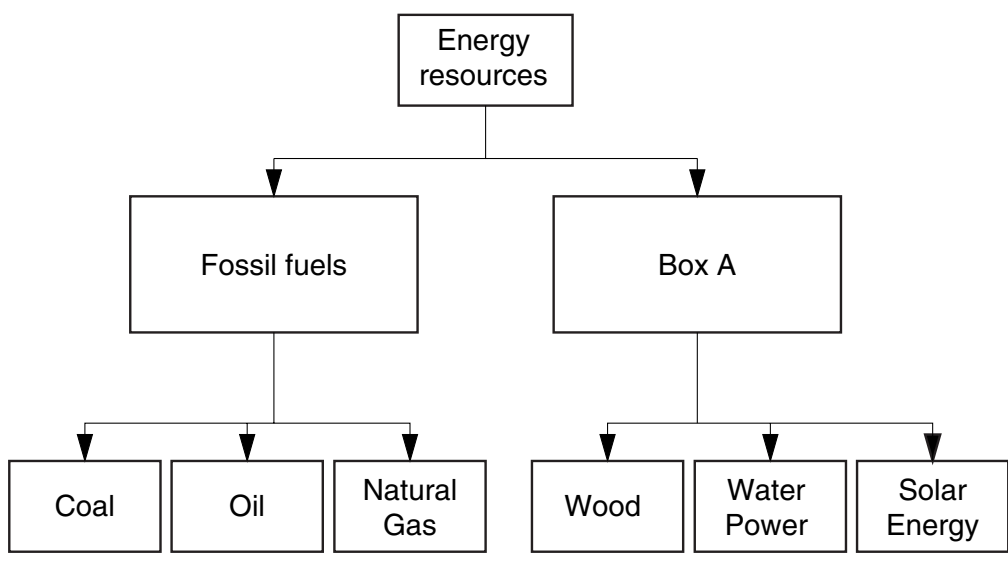 Energy
resources
Fossil fuels
Box A
Coal
Oil
Natural
Gas
Wood
Water
Power
Solar
Energy